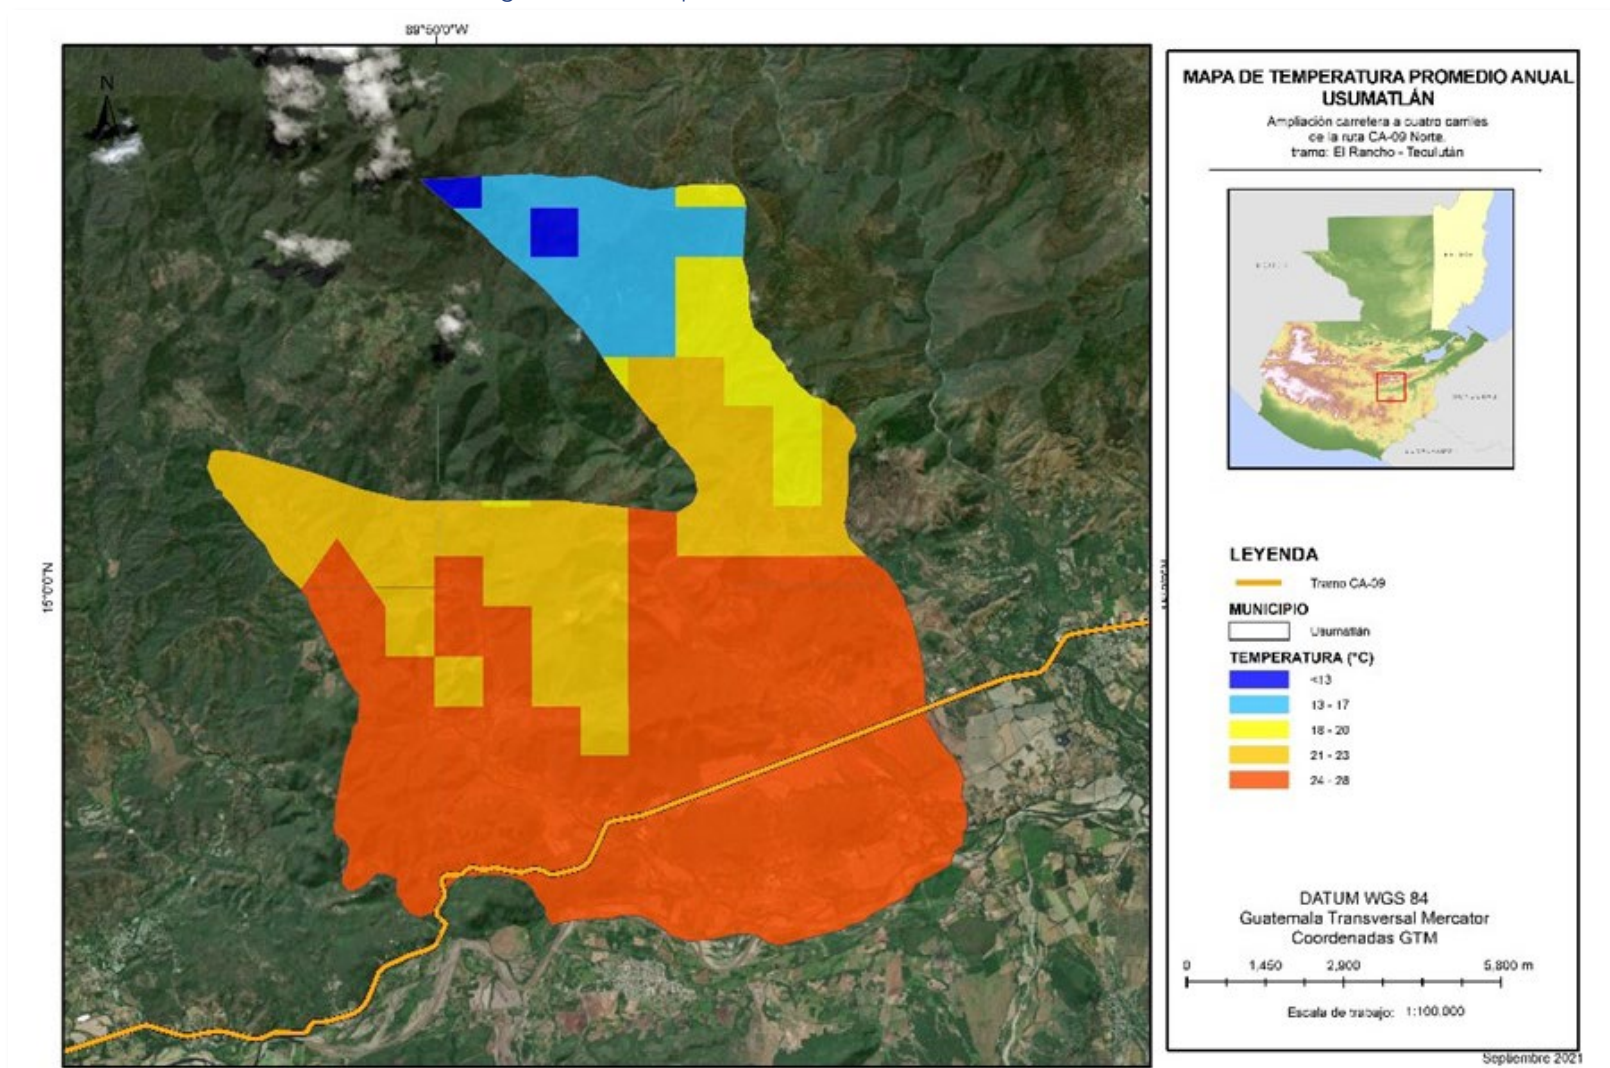 89°50'0"W
N
15°0'0"N
MAPA DE TEMPERATURA PROMEDIO ANUAL
USUMATLÁN
Ampliación carretera a cuatro carriles
de la ruta CA-09 Norte.
tramo: El Rancho - Teculután
LEYENDA
Tramo CA-09
MUNICIPIO
Usumatlán
TEMPERATURA (°C)
<13
13 - 17
18 - 20
21 - 23
24 - 28
DATUM WGS 84
Guatemala Transversal Mercator
Coordenadas GTM
0 1,450 2,900 5,800 m
Escala de trabajo: 1:100,000
Septiembre 2021